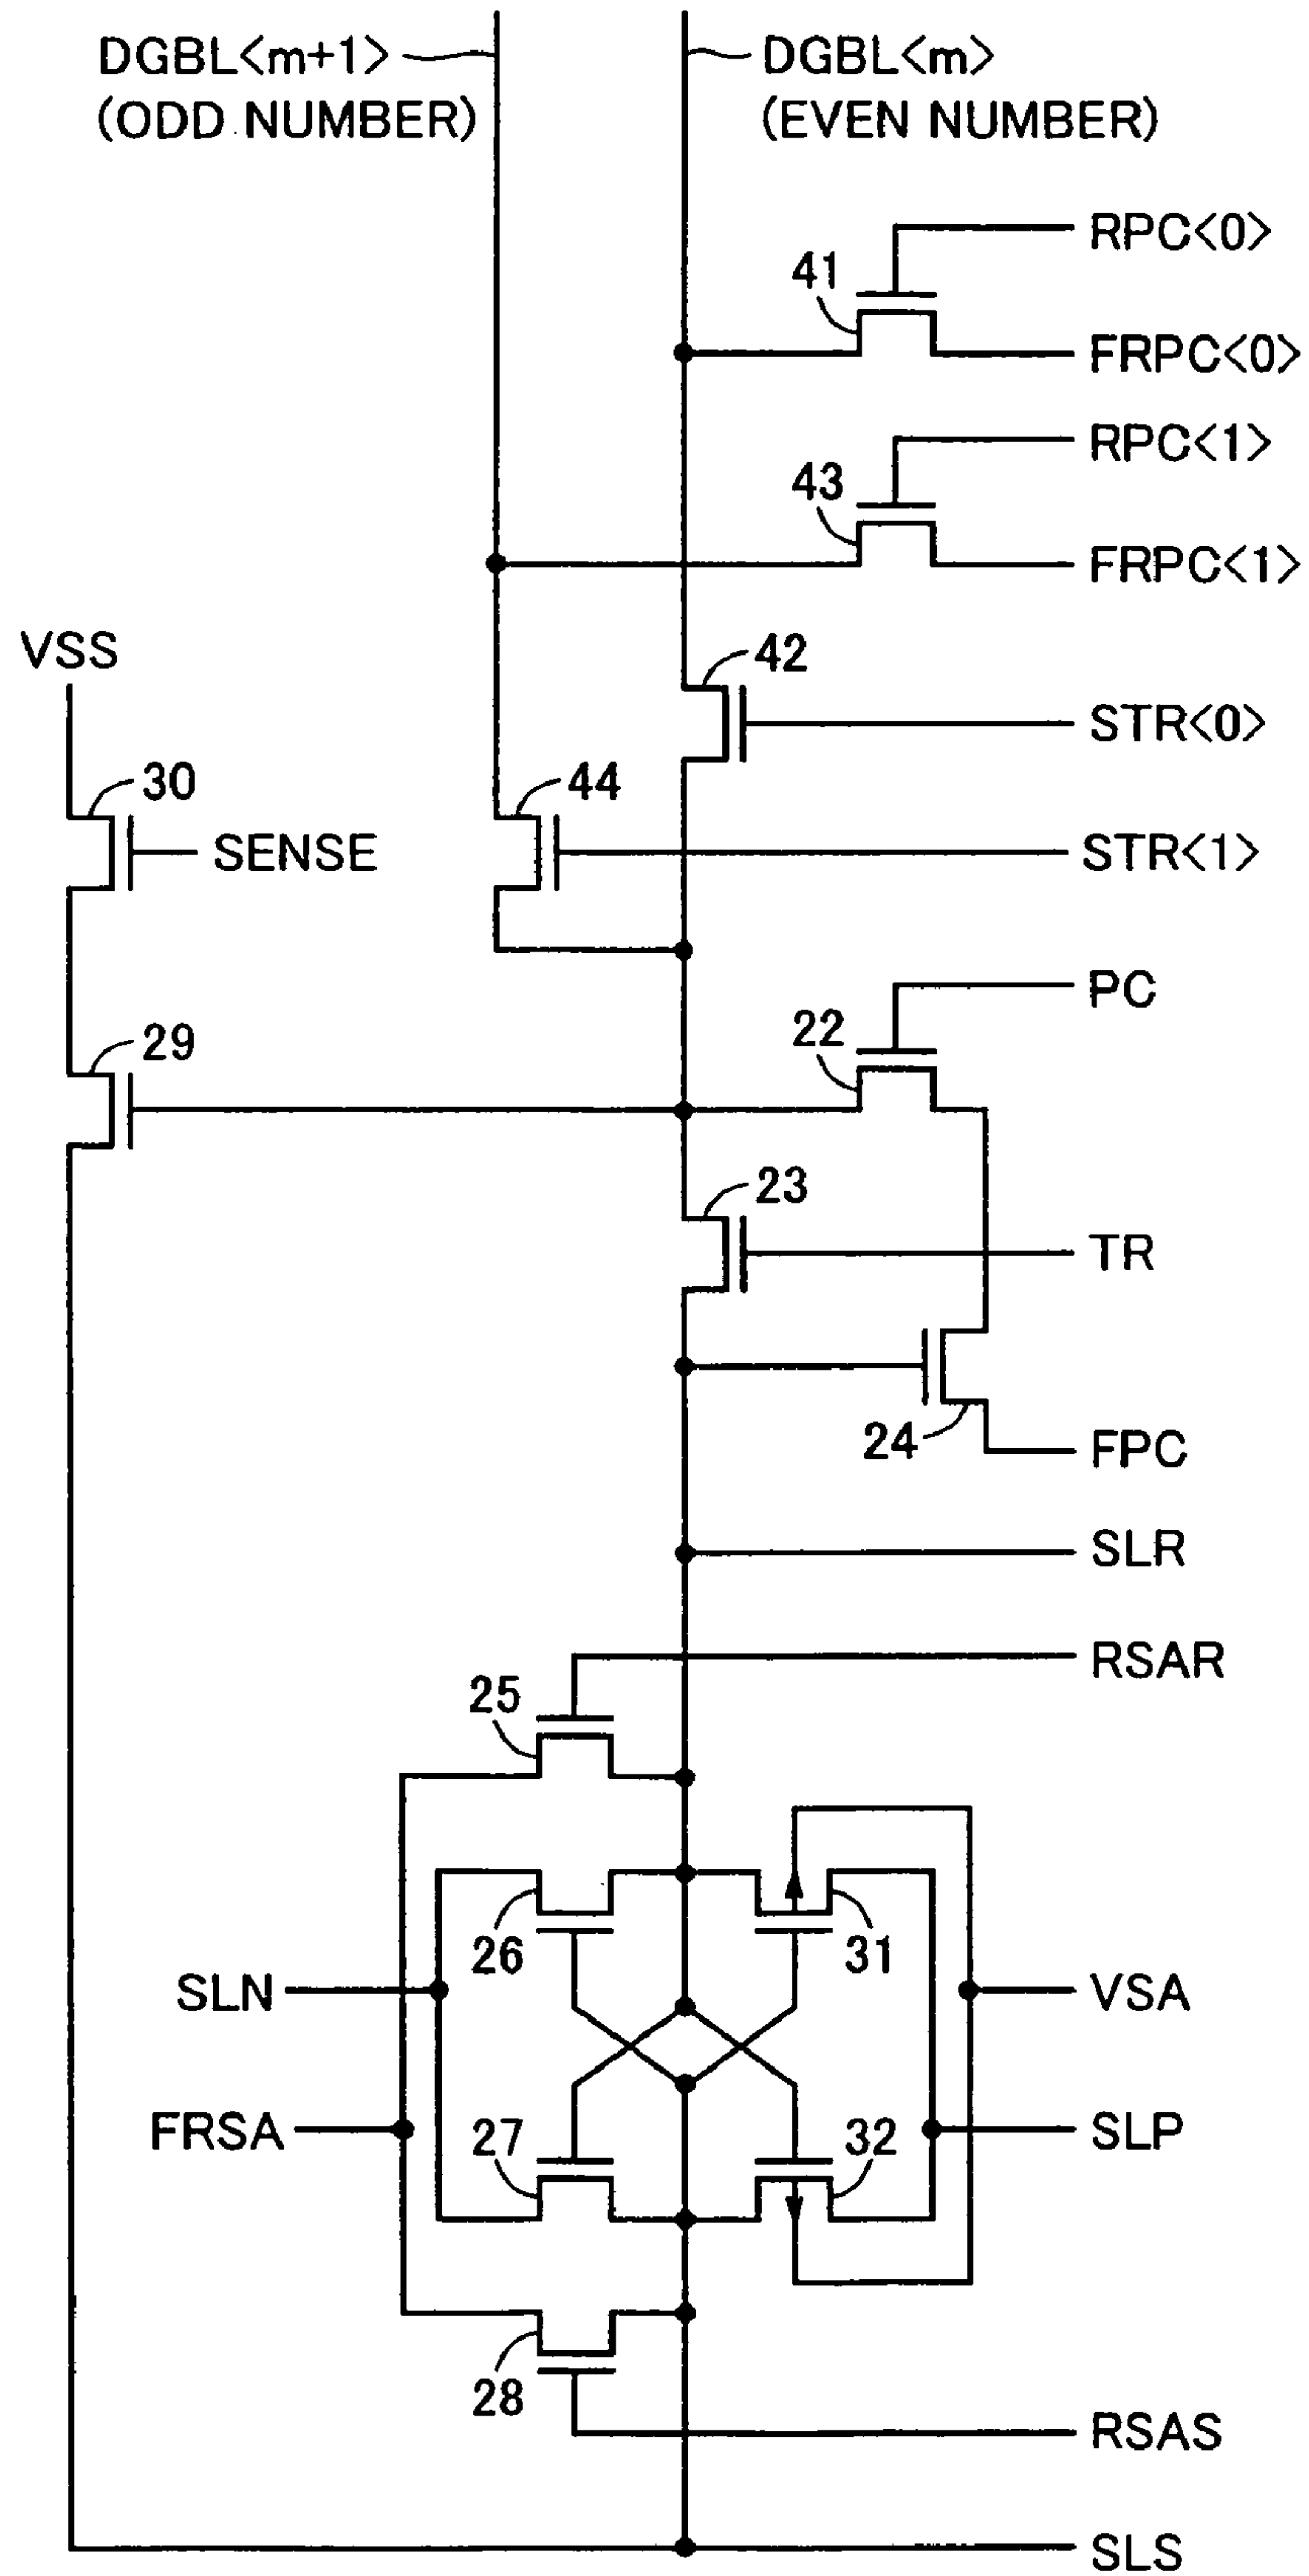 DGBL<m+1>
(ODD NUMBER)
DGBL<m>
(EVEN NUMBER)
RPC<0>
41
FRPC<0>
RPC<1>
43
FRPC<1>
VSS
42
STR<0>
30
44
SENSE
STR<1>
PC
29
22
23
TR
24
FPC
SLR
RSAR
25
26
31
SLN
VSA
FRSA
27
32
SLP
28
RSAS
SLS